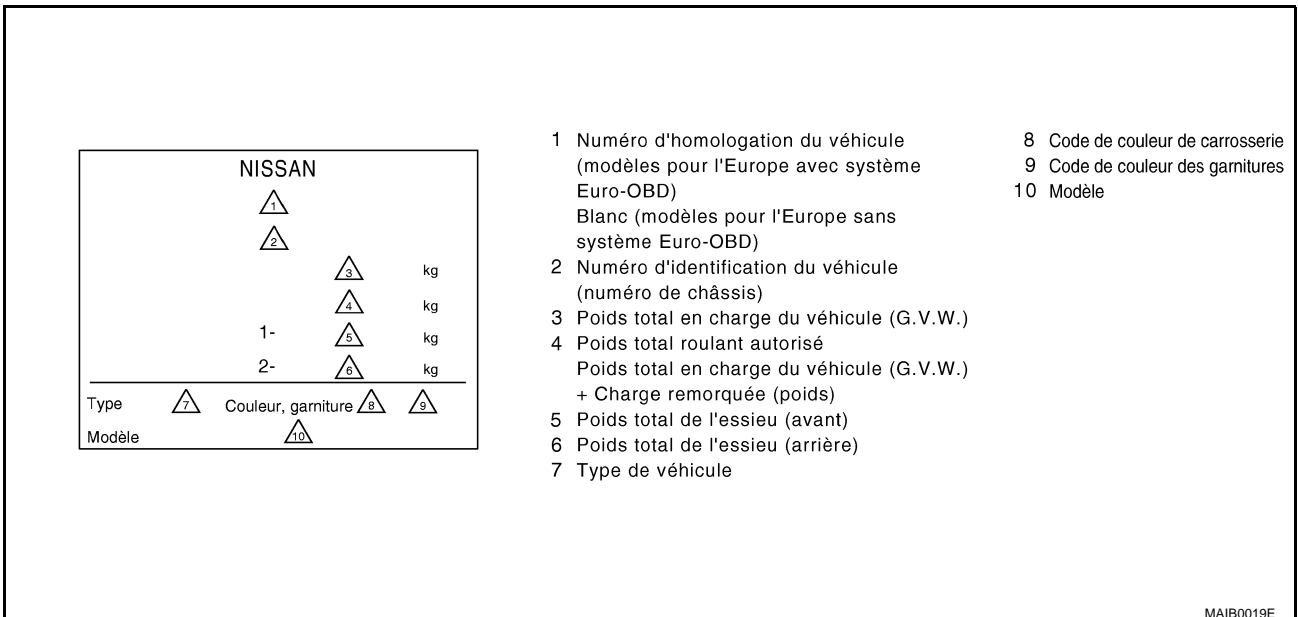 NISSAN
1
2
3 kg
4 kg
1- 5 kg
2- 6 kg
Type 7 Couleur, garniture 8 9
Modèle 10
1 Numéro d'homologation du véhicule
(modèles pour l'Europe avec système
Euro-OBD)
Blanc (modèles pour l'Europe sans
système Euro-OBD)
2 Numéro d'identification du véhicule
(numéro de châssis)
3 Poids total en charge du véhicule (G.V.W.)
4 Poids total roulant autorisé
Poids total en charge du véhicule (G.V.W.)
+ Charge remorquée (poids)
5 Poids total de l'essieu (avant)
6 Poids total de l'essieu (arrière)
7 Type de véhicule
8 Code de couleur de carrosserie
9 Code de couleur des garnitures
10 Modèle
MAIB0019E